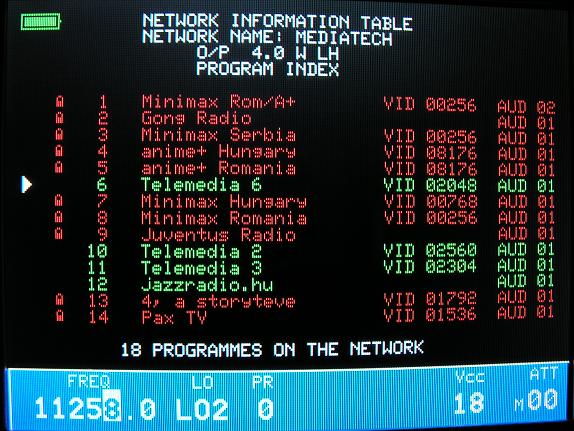 NETWORK INFORMATION TABLE
NETWORK NAME: MEDIATECH
O/P 4.0 W LH
PROGRAM INDEX
1 Minimax Rom/A+ VID 00256 AUD 02
2 Gong Radio AUD 01
3 Minimax Serbia VID 00256 AUD 01
4 anime+ Hungary VID 08176 AUD 01
5 anime+ Romania VID 08176 AUD 01
6 Telemedia 6 VID 02048 AUD 01
7 Minimax Hungary VID 00768 AUD 01
8 Minimax Romania VID 00256 AUD 01
9 Juventus Radio AUD 01
10 Telemedia 2 VID 02560 AUD 01
11 Telemedia 3 VID 02304 AUD 01
12 jazzradio.hu AUD 01
13 4, a storyteve VID 01792 AUD 01
14 Pax TV VID 01536 AUD 01
18 PROGRAMMES ON THE NETWORK
FREQ LO PR Vcc ATT
11258.0 LO2 0 18 M00